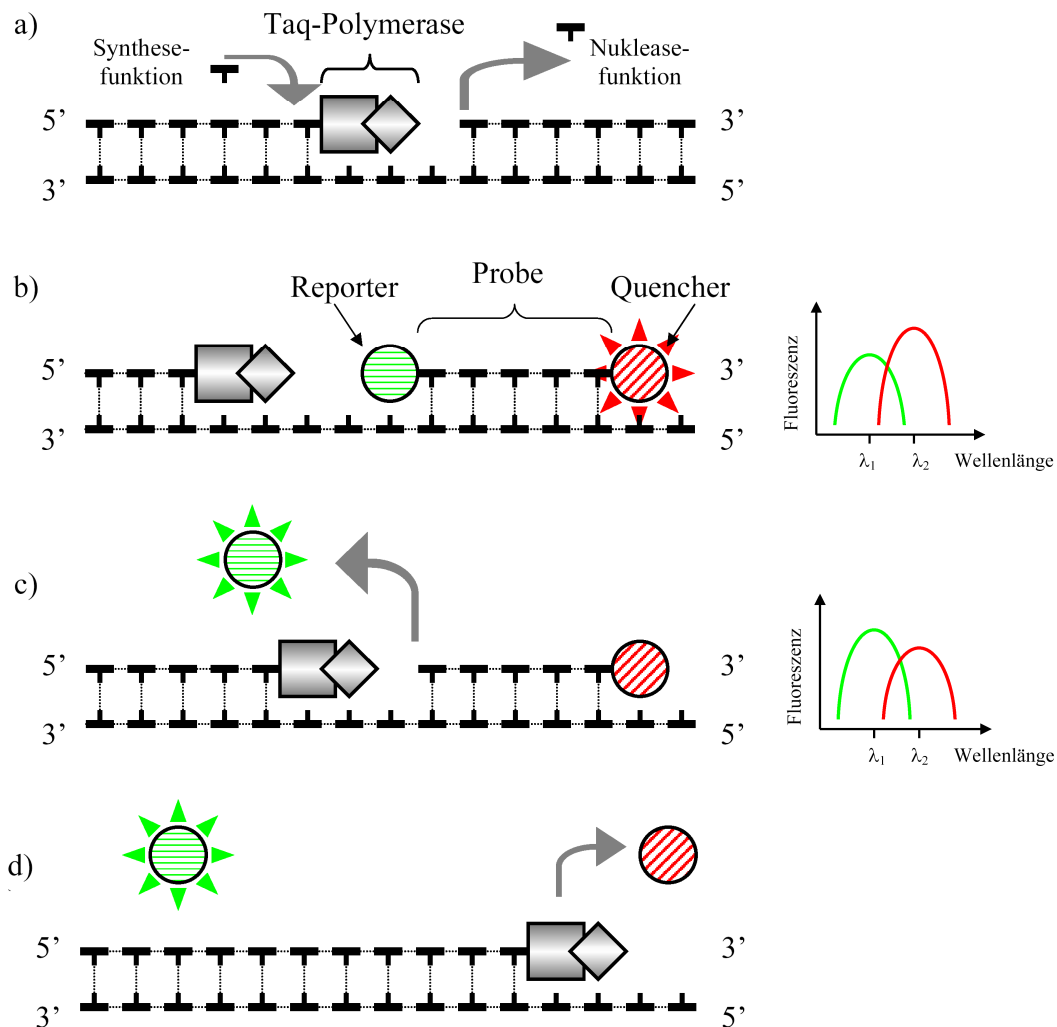 a)
Taq-Polymerase
Synthese-
funktion
Nuklease-
funktion
5’
3’
3’
5’
b)
Reporter
Probe
Quencher
5’
3’
3’
5’
Fluoreszenz
λ1
λ2
Wellenlänge
c)
5’
3’
3’
5’
Fluoreszenz
λ1
λ2
Wellenlänge
d)
5’
3’
3’
5’